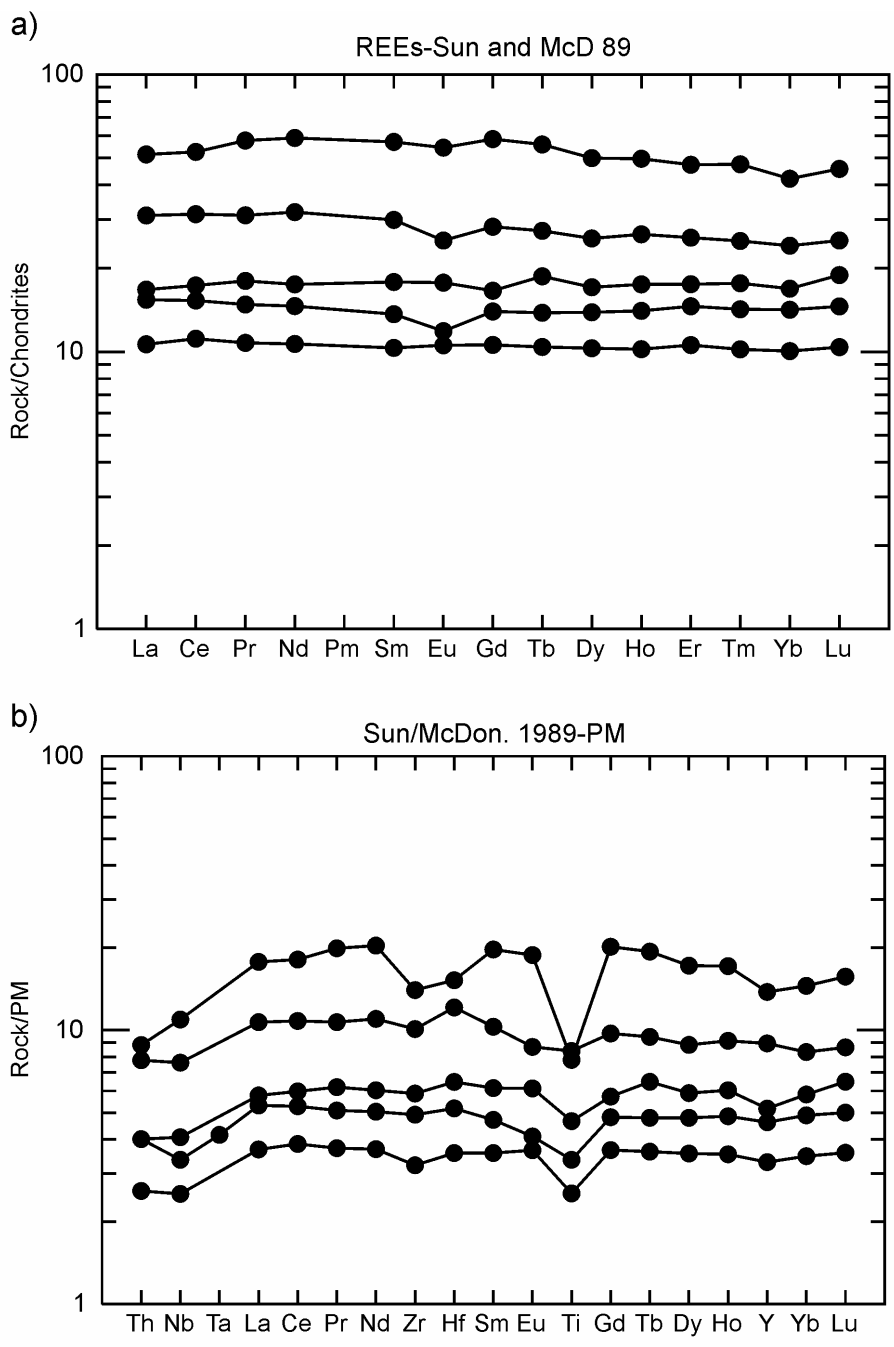 a)
REEs-Sun and McD 89
100
10
1
Rock/Chondrites
La Ce Pr Nd Pm Sm Eu Gd Tb Dy Ho Er Tm Yb Lu
b)
Sun/McDon. 1989-PM
100
10
1
Rock/PM
Th Nb Ta La Ce Pr Nd Zr Hf Sm Eu Ti Gd Tb Dy Ho Y Yb Lu